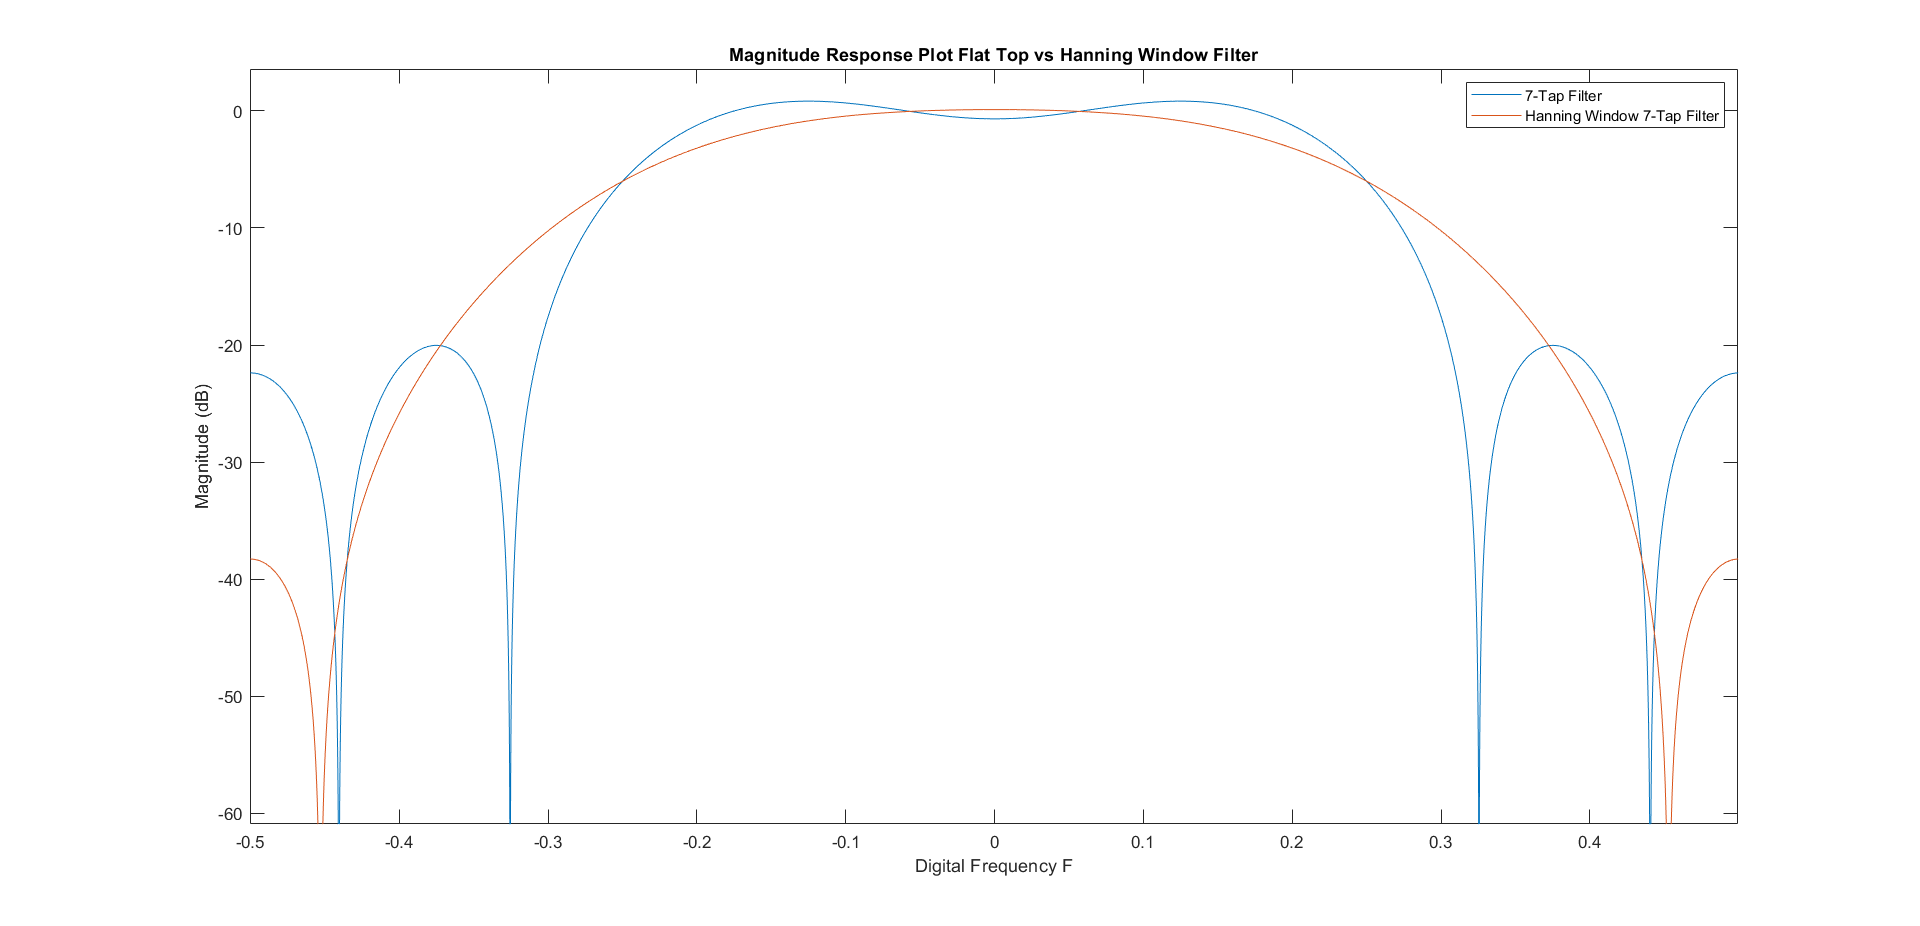 Magnitude Response Plot Flat Top vs Hanning Window Filter
7-Tap Filter
Hanning Window 7-Tap Filter
0
-10
-20
-30
-40
-50
-60
Magnitude (dB)
-0.5 -0.4 -0.3 -0.2 -0.1 0 0.1 0.2 0.3 0.4
Digital Frequency F